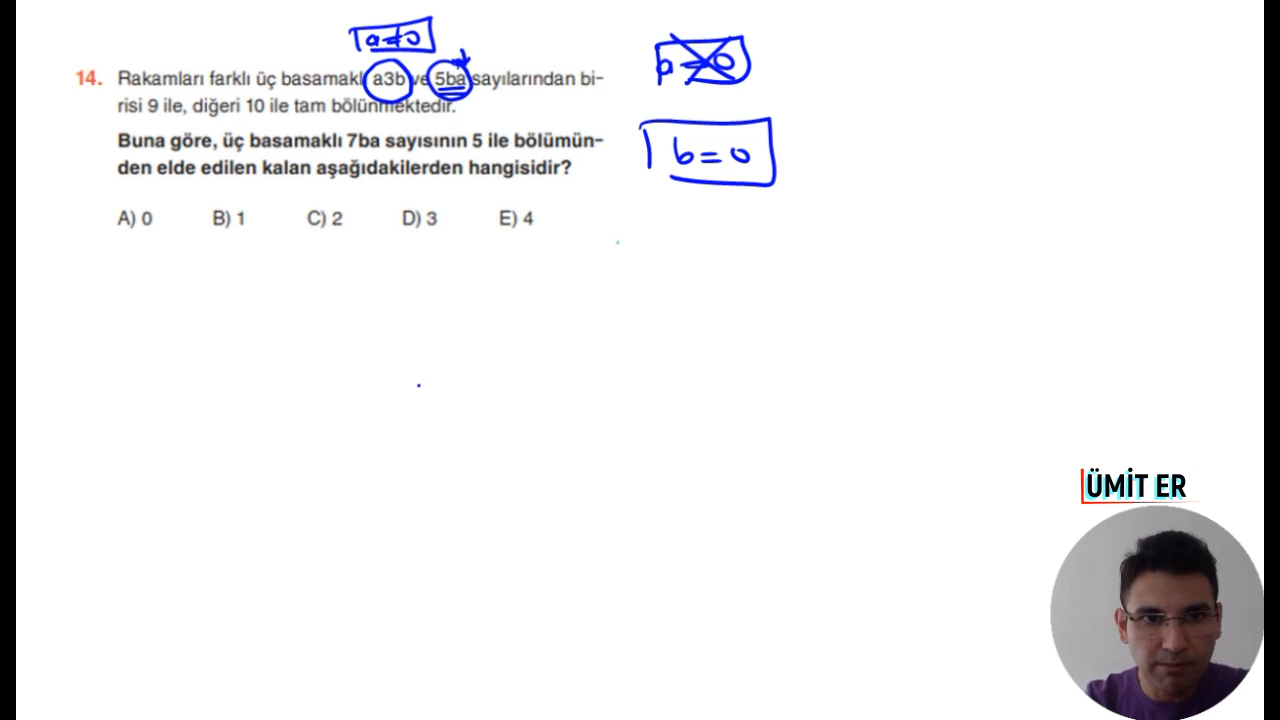 a≠0
14. Rakamları farklı üç basamaklı a3b ve 5ba sayılarından bi-
risi 9 ile, diğeri 10 ile tam bölünmektedir.
Buna göre, üç basamaklı 7ba sayısının 5 ile bölümün-
den elde edilen kalan aşağıdakilerden hangisidir?
A) 0 B) 1 C) 2 D) 3 E) 4
b=0
ÜMİT ER